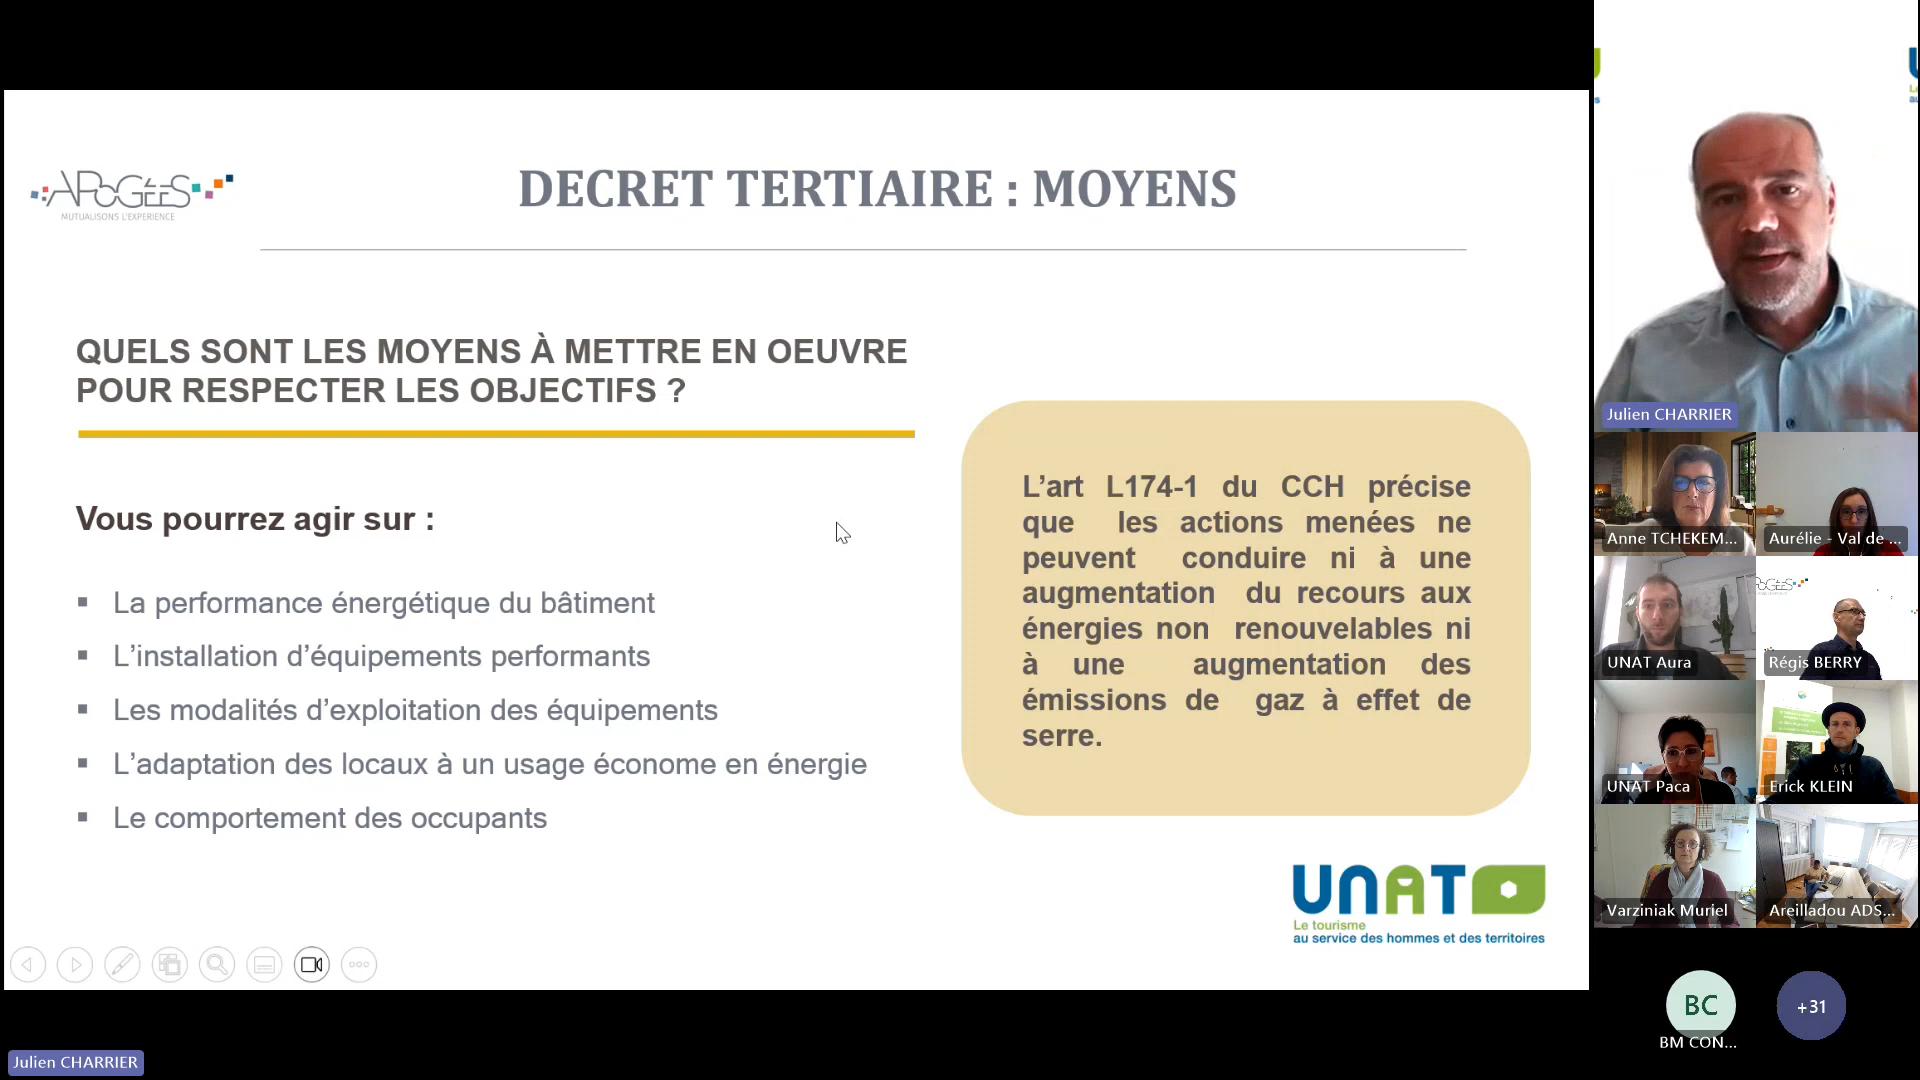 APOGÉES
MUTUALISONS L'EXPERIENCE
DECRET TERTIAIRE : MOYENS
QUELS SONT LES MOYENS À METTRE EN OEUVRE
POUR RESPECTER LES OBJECTIFS ?
Vous pourrez agir sur :
▪ La performance énergétique du bâtiment
▪ L’installation d’équipements performants
▪ Les modalités d’exploitation des équipements
▪ L’adaptation des locaux à un usage économe en énergie
▪ Le comportement des occupants
L’art L174-1 du CCH précise
que les actions menées ne
peuvent conduire ni à une
augmentation du recours aux
énergies non renouvelables ni
à une augmentation des
émissions de gaz à effet de
serre.
UNAT
Le tourisme
au service des hommes et des territoires
Julien CHARRIER
Julien CHARRIER
Anne TCHEKEM...
Aurélie - Val de ...
UNAT Aura
Régis BERRY
UNAT Paca
Erick KLEIN
Varziniak Muriel
Areilladou ADS...
BC
+31
BM CON...